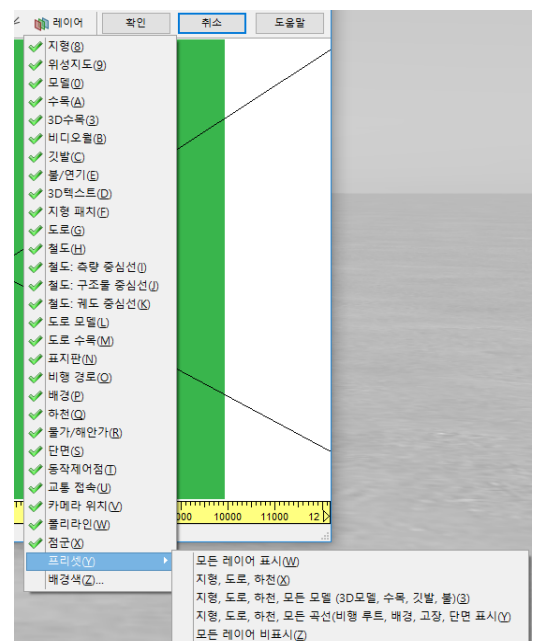 레이어 확인 취소 도움말
지형(8)
위성지도(9)
모델(0)
수목(A)
3D수목(3)
비디오월(B)
깃발(C)
불/연기(E)
3D텍스트(D)
지형 패치(F)
도로(G)
철도(H)
철도: 측량 중심선(I)
철도: 구조물 중심선(J)
철도: 궤도 중심선(K)
도로 모델(L)
도로 수목(M)
표지판(N)
비행 경로(O)
배경(P)
하천(Q)
물가/해안가(R)
단면(S)
동작제어점(T)
교통 접속(U)
카메라 위치(V)
폴리라인(W)
000 10000 11000 12
점군(X)
프리셋(Y)
배경색(Z)...
모든 레이어 표시(W)
지형, 도로, 하천(X)
지형, 도로, 하천, 모든 모델 (3D모델, 수목, 깃발, 불)(3)
지형, 도로, 하천, 모든 곡선(비행 루트, 배경, 고장, 단면 표시(Y)
모든 레이어 비표시(Z)